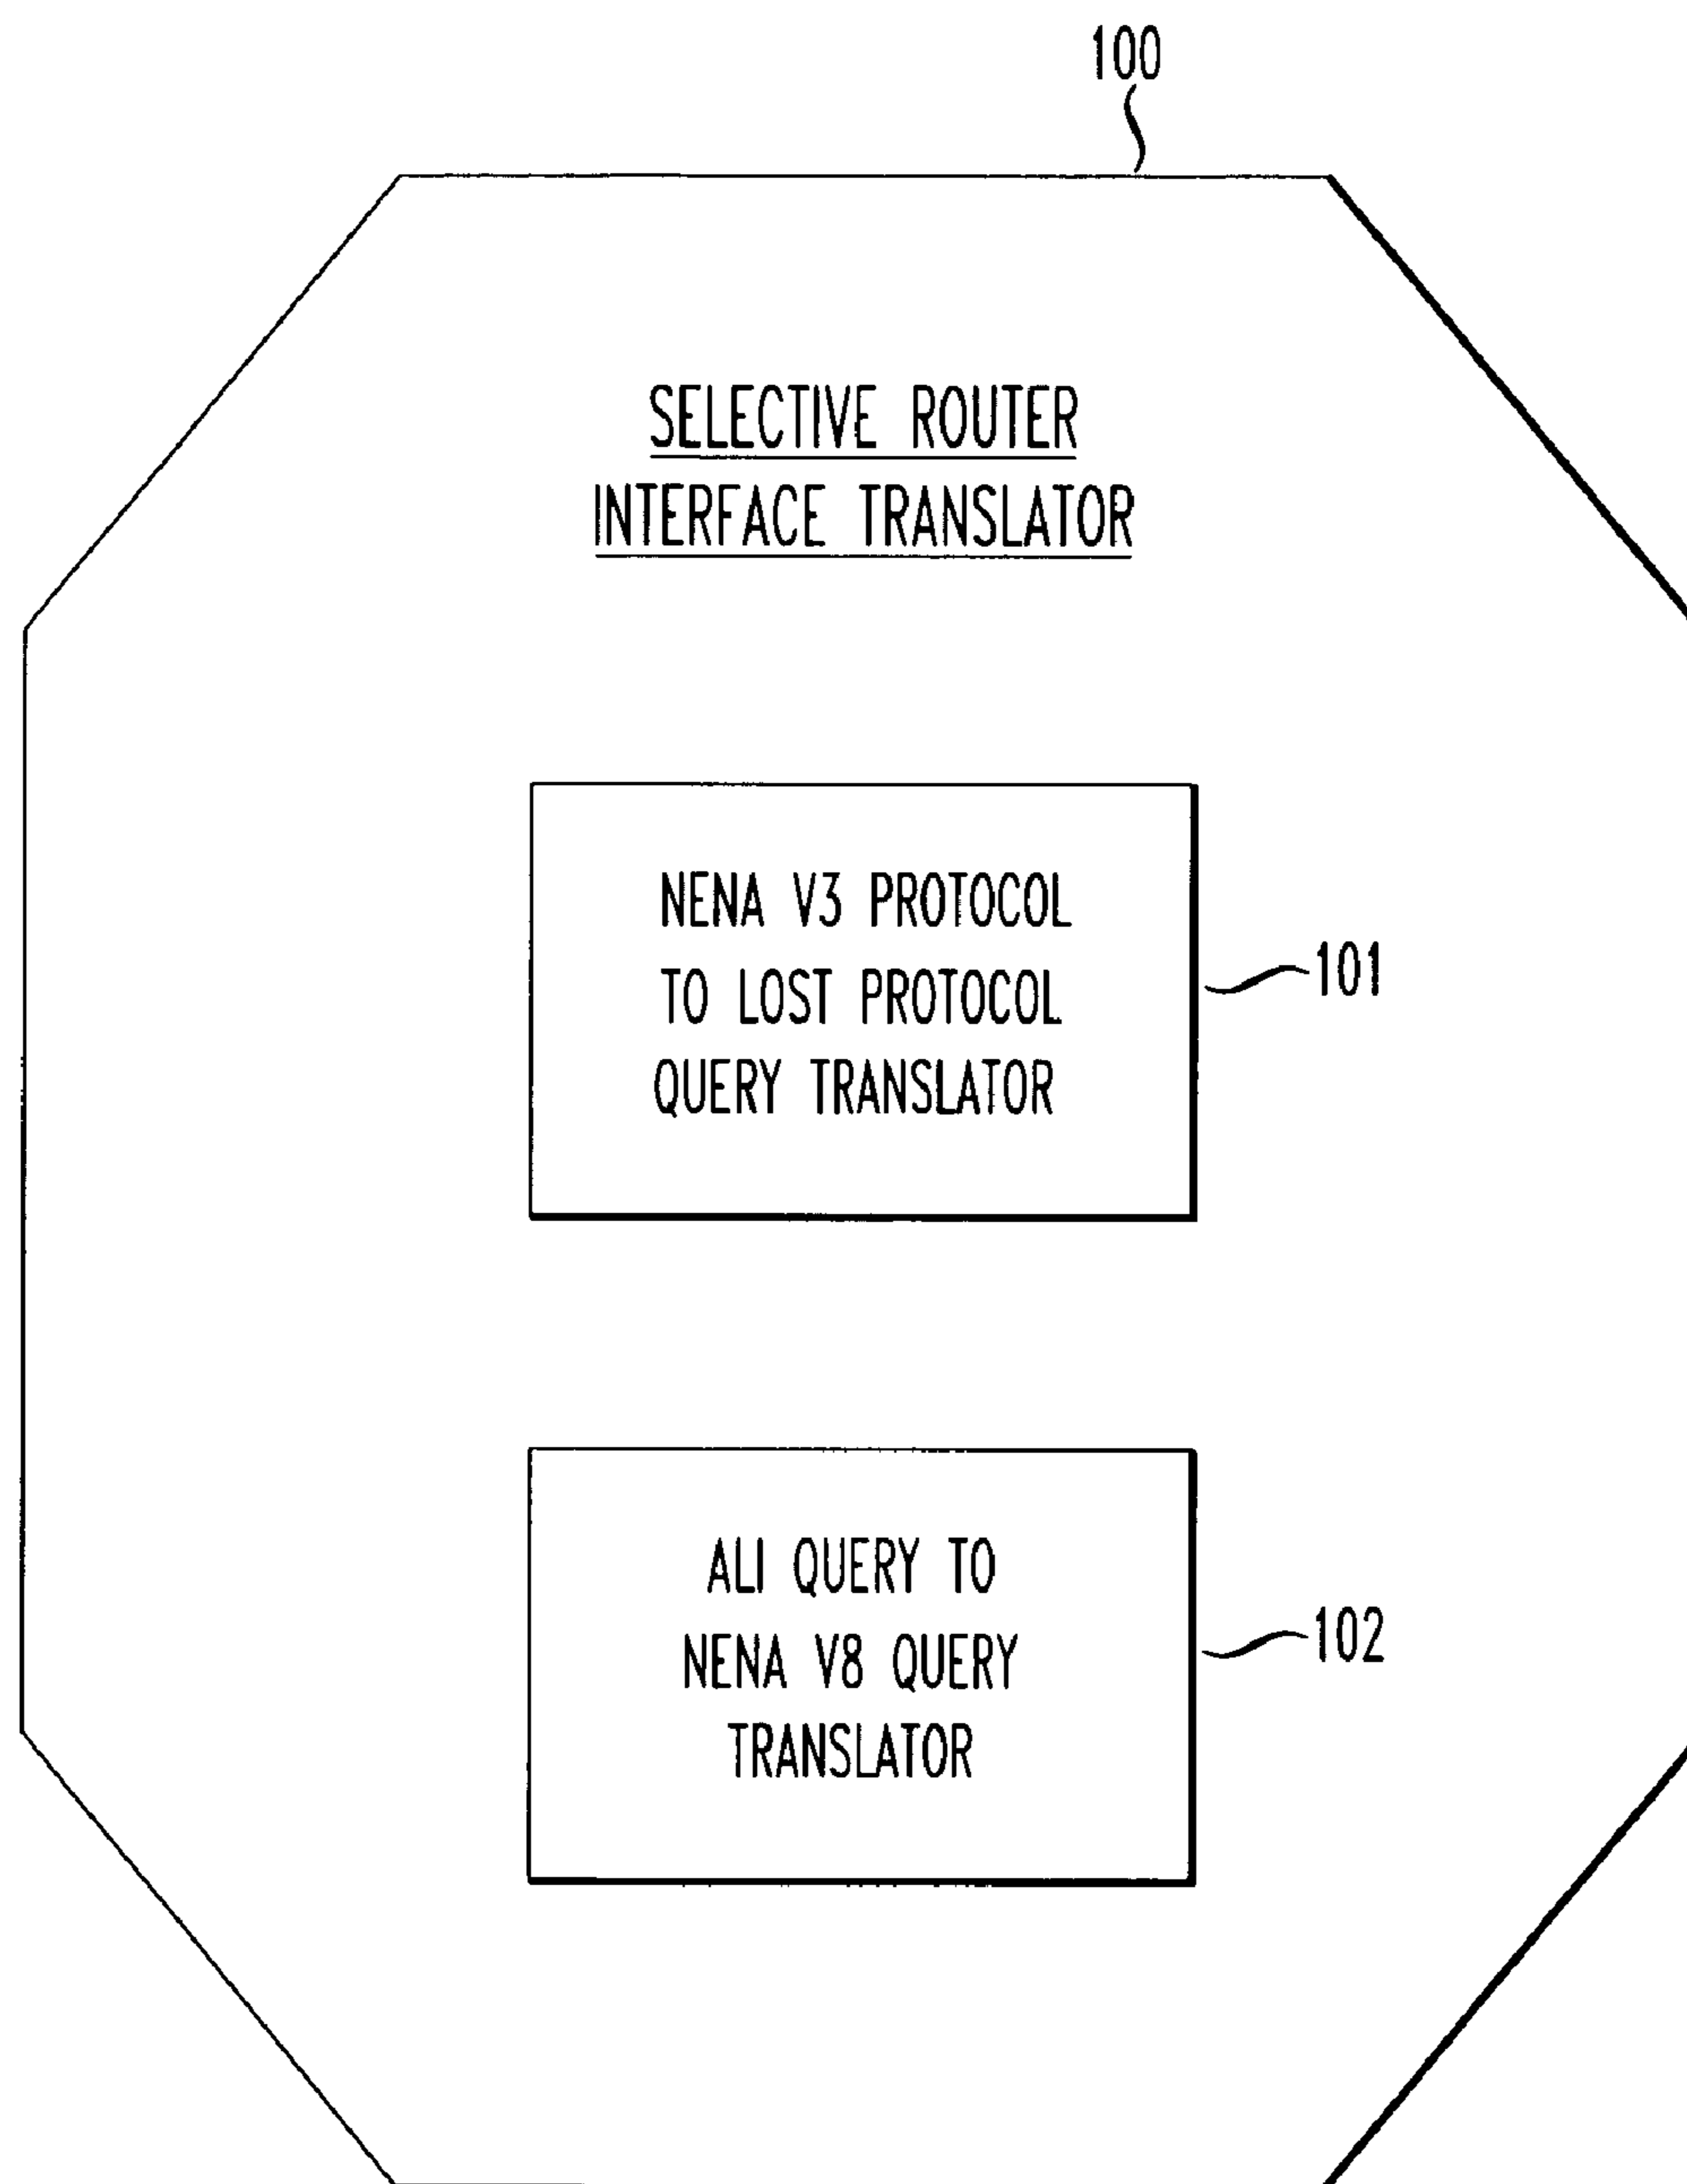 100
SELECTIVE ROUTER
INTERFACE TRANSLATOR
NENA V3 PROTOCOL
TO LOST PROTOCOL
QUERY TRANSLATOR
101
ALI QUERY TO
NENA V8 QUERY
TRANSLATOR
102